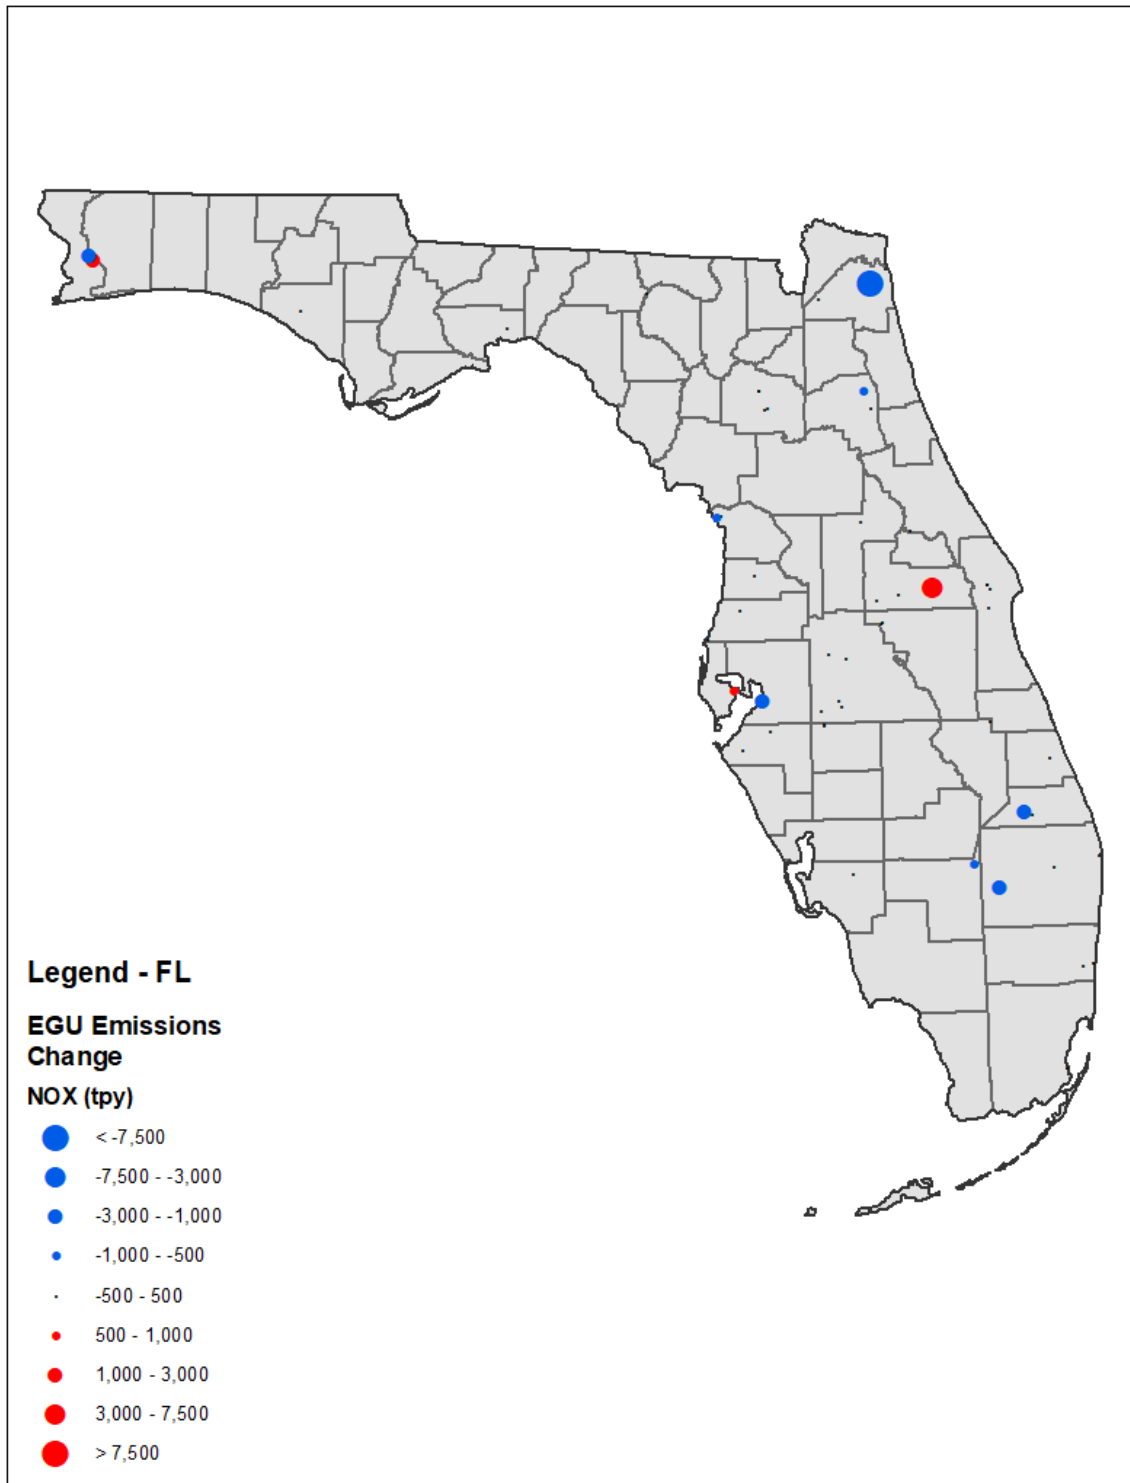 Legend - FL
EGU Emissions
Change
NOX (tpy)
< -7,500
-7,500 - -3,000
-3,000 - -1,000
-1,000 - -500
-500 - 500
500 - 1,000
1,000 - 3,000
3,000 - 7,500
> 7,500